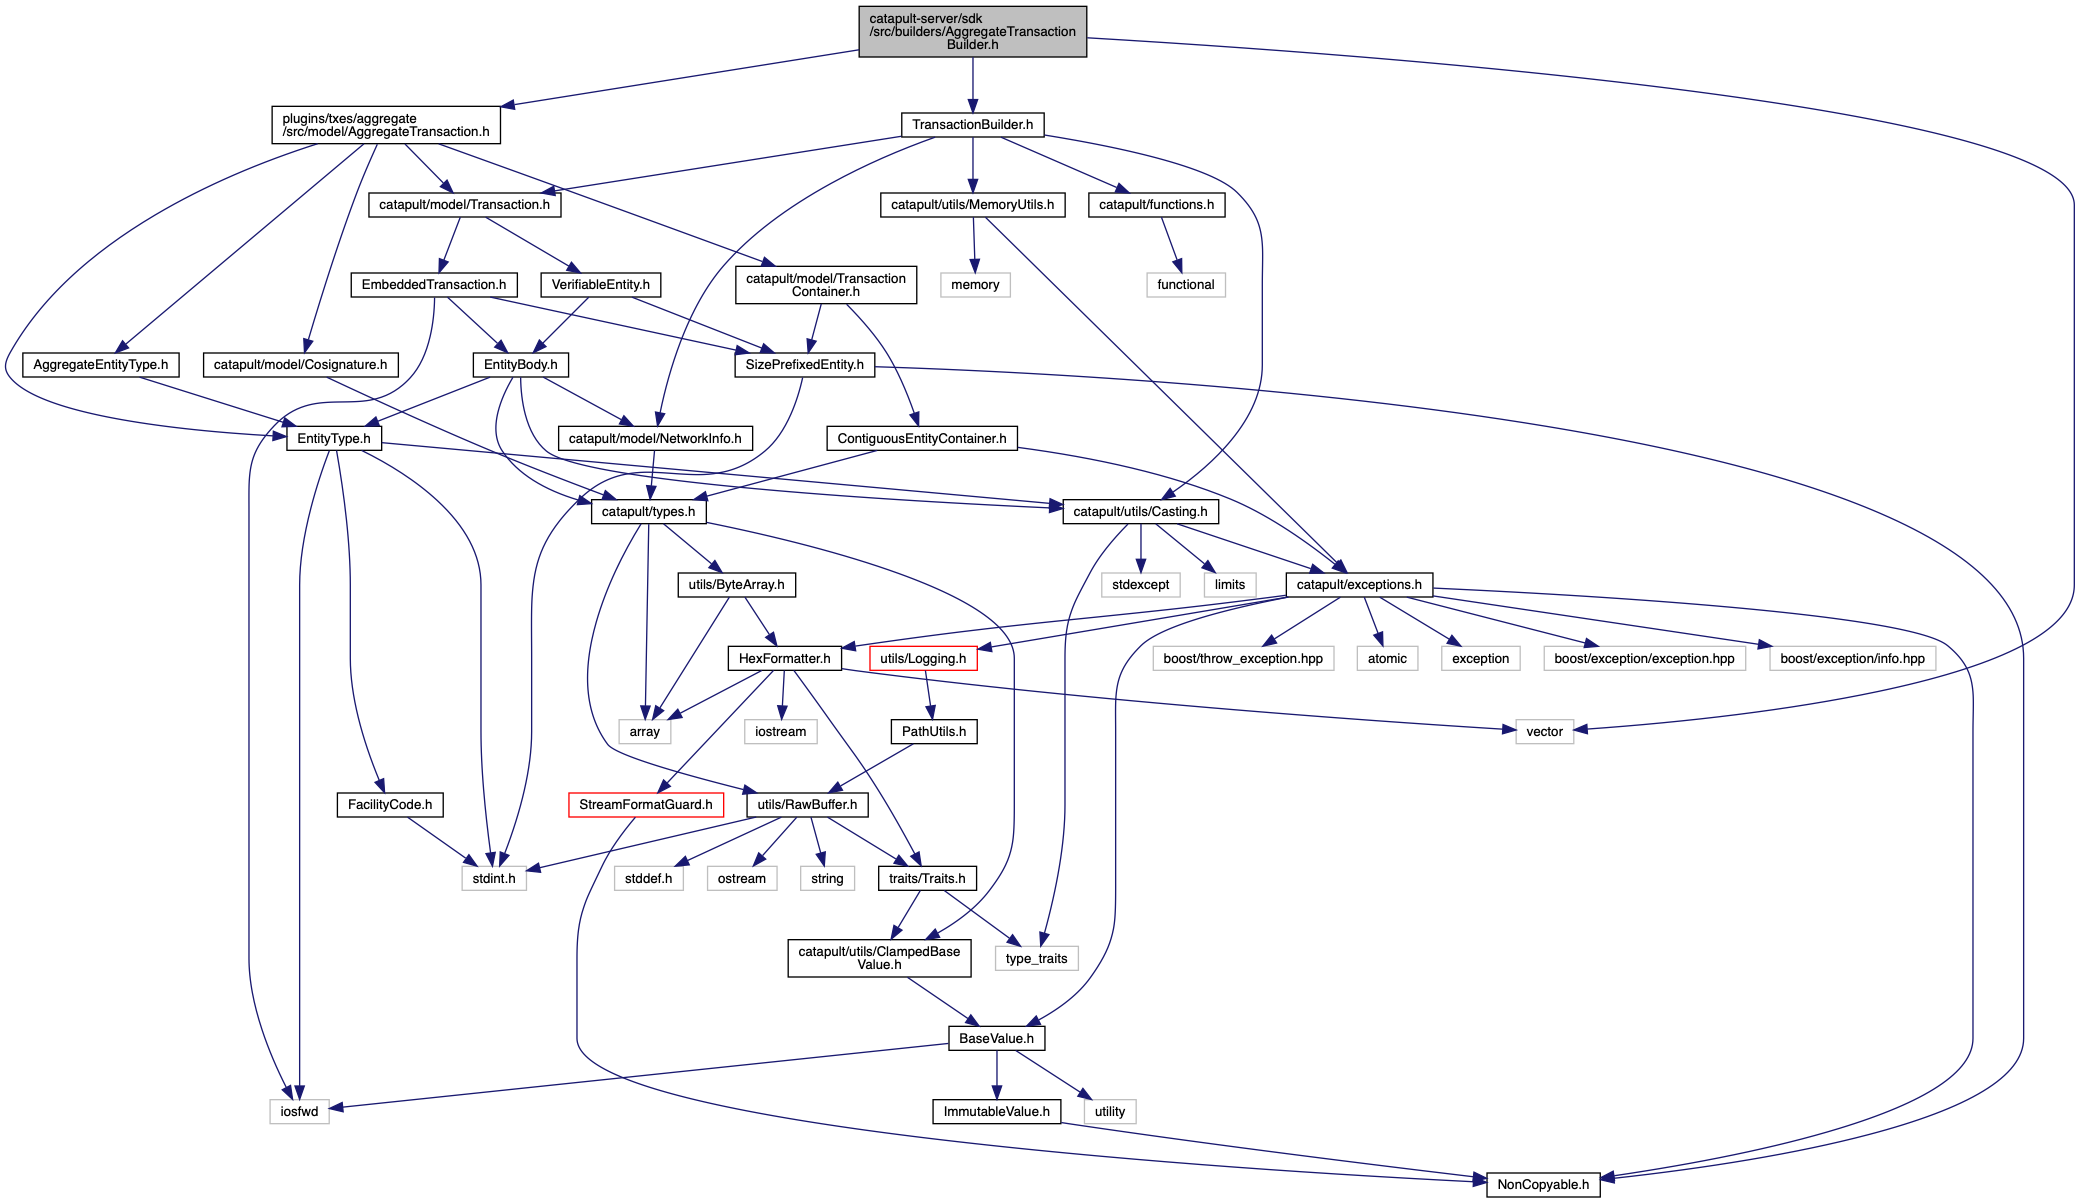 catapult-server/sdk
/src/builders/AggregateTransaction
Builder.h
plugins/txes/aggregate
/src/model/AggregateTransaction.h
TransactionBuilder.h
catapult/model/Transaction.h
catapult/utils/MemoryUtils.h
catapult/functions.h
EmbeddedTransaction.h
VerifiableEntity.h
catapult/model/Transaction
Container.h
memory
functional
AggregateEntityType.h
catapult/model/Cosignature.h
EntityBody.h
SizePrefixedEntity.h
EntityType.h
catapult/model/NetworkInfo.h
ContiguousEntityContainer.h
catapult/types.h
catapult/utils/Casting.h
utils/ByteArray.h
stdexcept
limits
catapult/exceptions.h
HexFormatter.h
utils/Logging.h
boost/throw_exception.hpp
atomic
exception
boost/exception/exception.hpp
boost/exception/info.hpp
array
iostream
PathUtils.h
vector
FacilityCode.h
StreamFormatGuard.h
utils/RawBuffer.h
stdint.h
stddef.h
ostream
string
traits/Traits.h
catapult/utils/ClampedBase
Value.h
type_traits
BaseValue.h
iosfwd
ImmutableValue.h
utility
NonCopyable.h